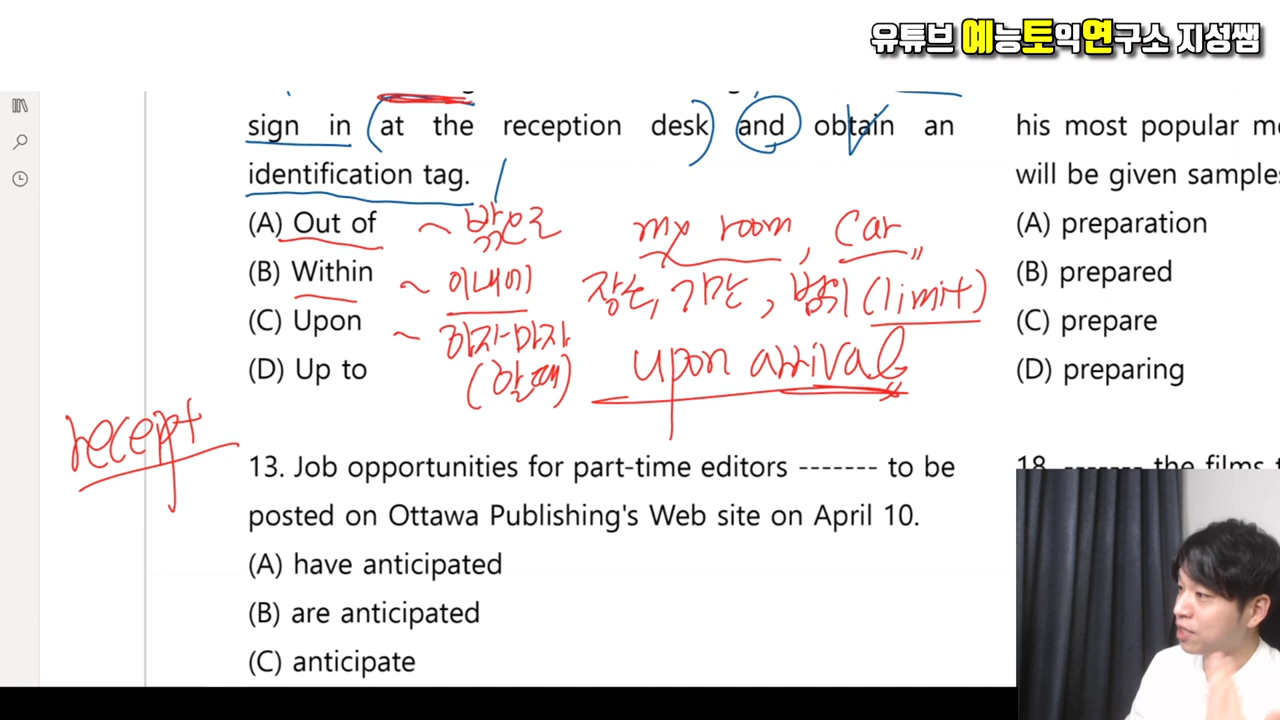 유튜브 예능토익연구소 지성쌤
sign in (at the reception desk) and obtain an
identification tag.
(A) Out of ~ 밖으로 my room, Car
(B) Within ~ 이내에 장소, 기간, 범위 (limit)
(C) Upon ~ 하자마자 upon arrival
(D) Up to (할 때)
receipt
13. Job opportunities for part-time editors ------- to be
posted on Ottawa Publishing's Web site on April 10.
(A) have anticipated
(B) are anticipated
(C) anticipate
his most popular
will be given samples
(A) preparation
(B) prepared
(C) prepare
(D) preparing
18. ------- the films